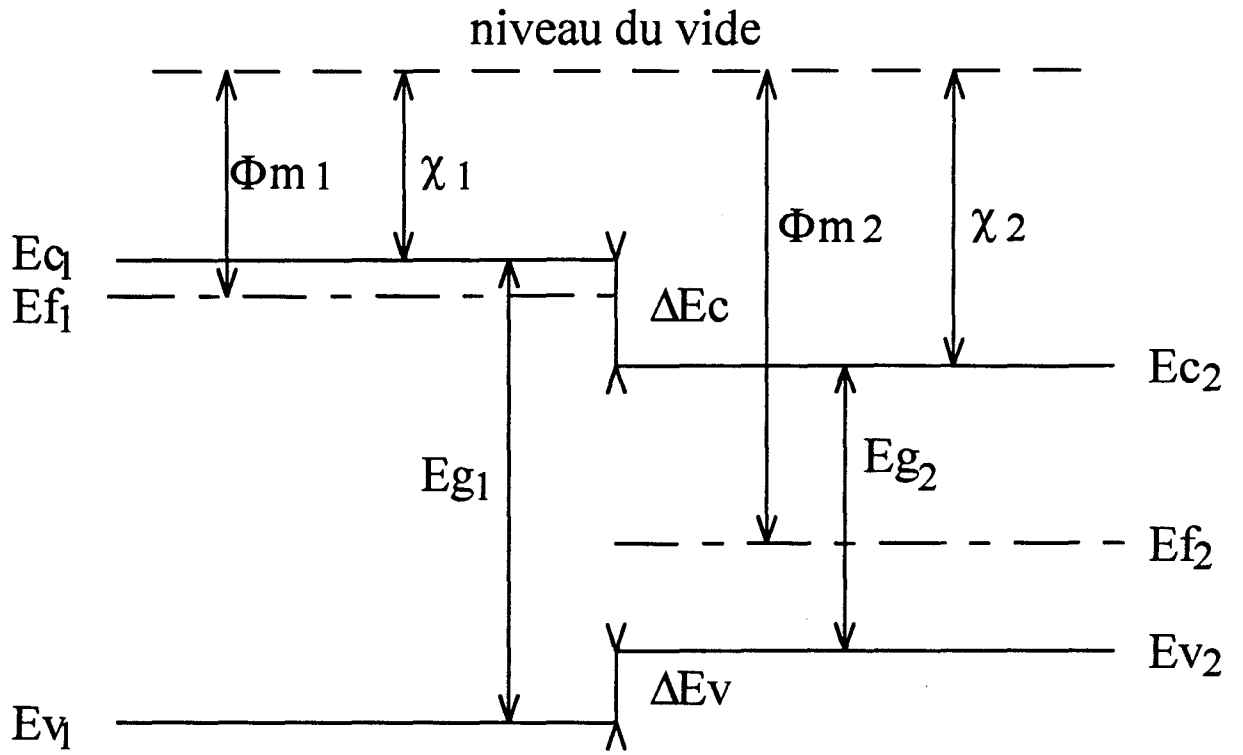 niveau du vide
Φm 1
χ 1
Φm 2
χ 2
Ec1
Ef1
ΔEc
Ec2
Eg1
Eg2
Ef2
Ev2
ΔEv
Ev1